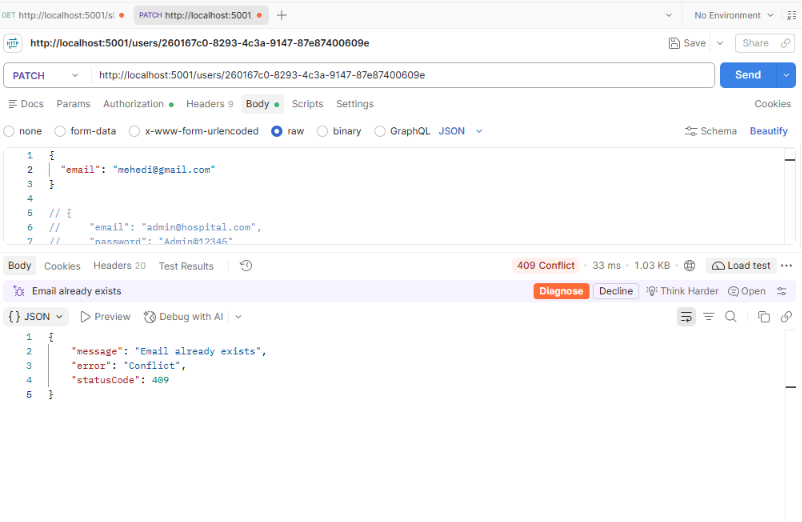 GET http://localhost:5001/s
PATCH http://localhost:5001
No Environment
HTTP http://localhost:5001/users/260167c0-8293-4c3a-9147-87e87400609e
Save
Share
PATCH http://localhost:5001/users/260167c0-8293-4c3a-9147-87e87400609e
Send
Docs Params Authorization Headers 9 Body Scripts Settings
Cookies
none form-data x-www-form-urlencoded raw binary GraphQL JSON
Schema Beautify
1 {
2 "email": "mehedi@gmail.com"
3 }
4
5 // {
6 // "email": "admin@hospital.com",
7 // "password": "Admin@12345"
Body Cookies Headers 20 Test Results
409 Conflict 33 ms 1.03 KB Load test
Email already exists
Diagnose Decline Think Harder Open
{} JSON Preview Debug with AI
1 {
2 "message": "Email already exists",
3 "error": "Conflict",
4 "statusCode": 409
5 }